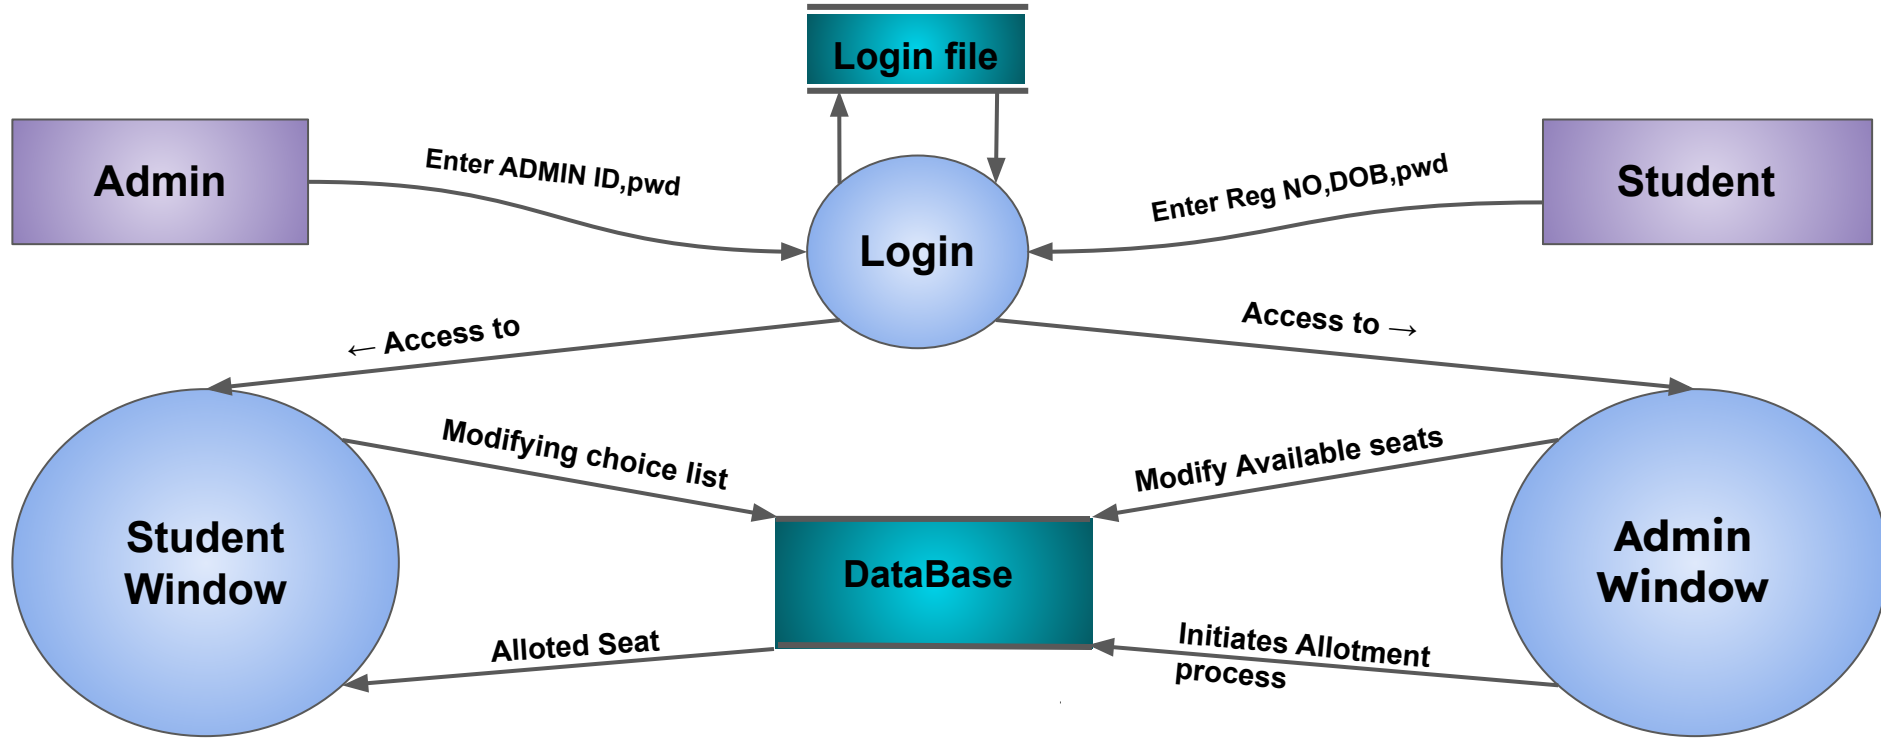 Login file
Admin
Enter ADMIN ID,pwd
Enter Reg NO,DOB,pwd
Student
Login
← Access to
Access to →
Modifying choice list
Modify Available seats
Student
Window
DataBase
Admin
Window
Alloted Seat
Initiates Allotment
process